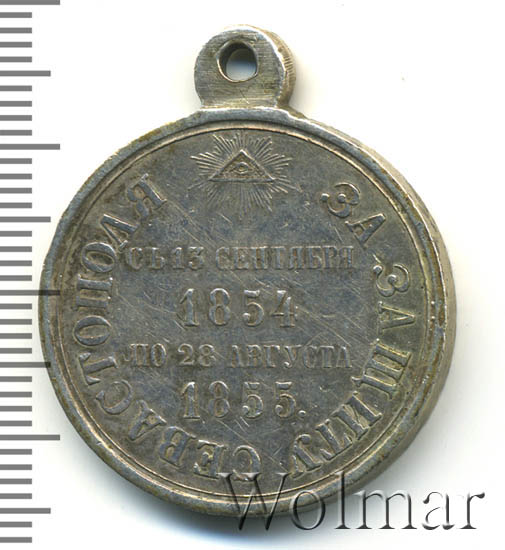 ЗА ЗАЩИТУ СЕВАСТОПОЛЯ
СЪ 13 СЕНТЯБРЯ
1854
ПО 28 АВГУСТА
1855.
Wolmar